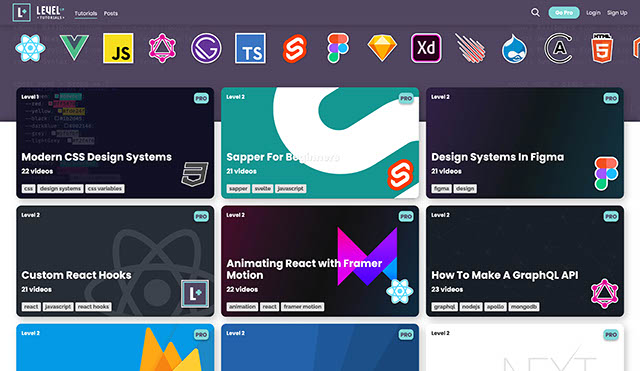 LEVEL UP
• TUTORIALS •
Tutorials Posts
Go Pro Login Sign Up
JS TS Xd
Level 1 PRO
Modern CSS Design Systems
22 videos
css design systems css variables
Level 2 PRO
Sapper For Beginners
21 videos
sapper svelte javascript
Level 2 PRO
Design Systems In Figma
21 videos
figma design
Level 2 PRO
Custom React Hooks
21 videos
react javascript react hooks
Level 2 PRO
Animating React with Framer
Motion
22 videos
animation react framer motion
Level 2 PRO
How To Make A GraphQL API
23 videos
graphql nodejs apollo mongodb
Level 2 PRO
Level 2 PRO
Level 2 PRO
NEXT